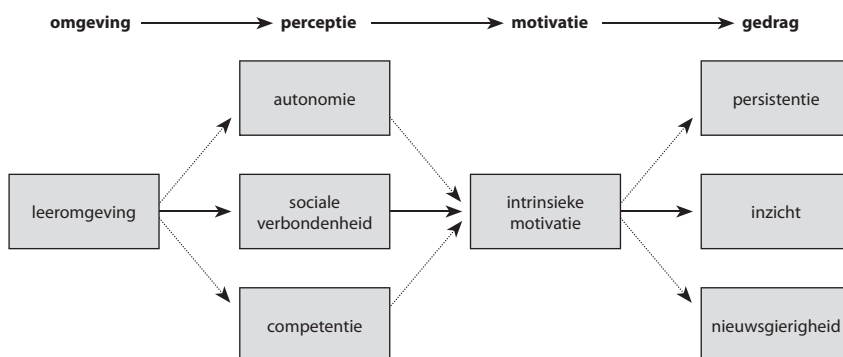 omgeving perceptie motivatie gedrag
autonomie
persistentie
leeromgeving
sociale
verbondenheid
intrinsieke
motivatie
inzicht
competentie
nieuwsgierigheid